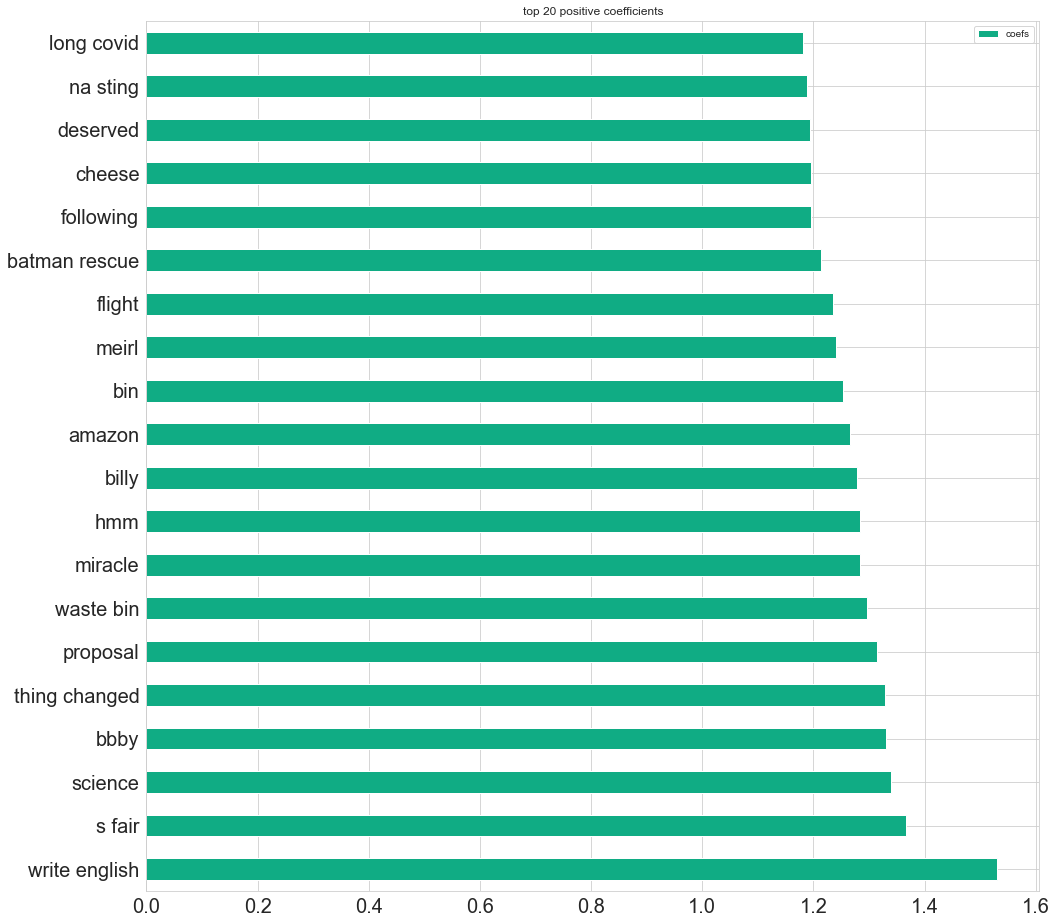 top 20 positive coefficients
coefs
long covid
na sting
deserved
cheese
following
batman rescue
flight
meirl
bin
amazon
billy
hmm
miracle
waste bin
proposal
thing changed
bbby
science
s fair
write english
0.0 0.2 0.4 0.6 0.8 1.0 1.2 1.4 1.6